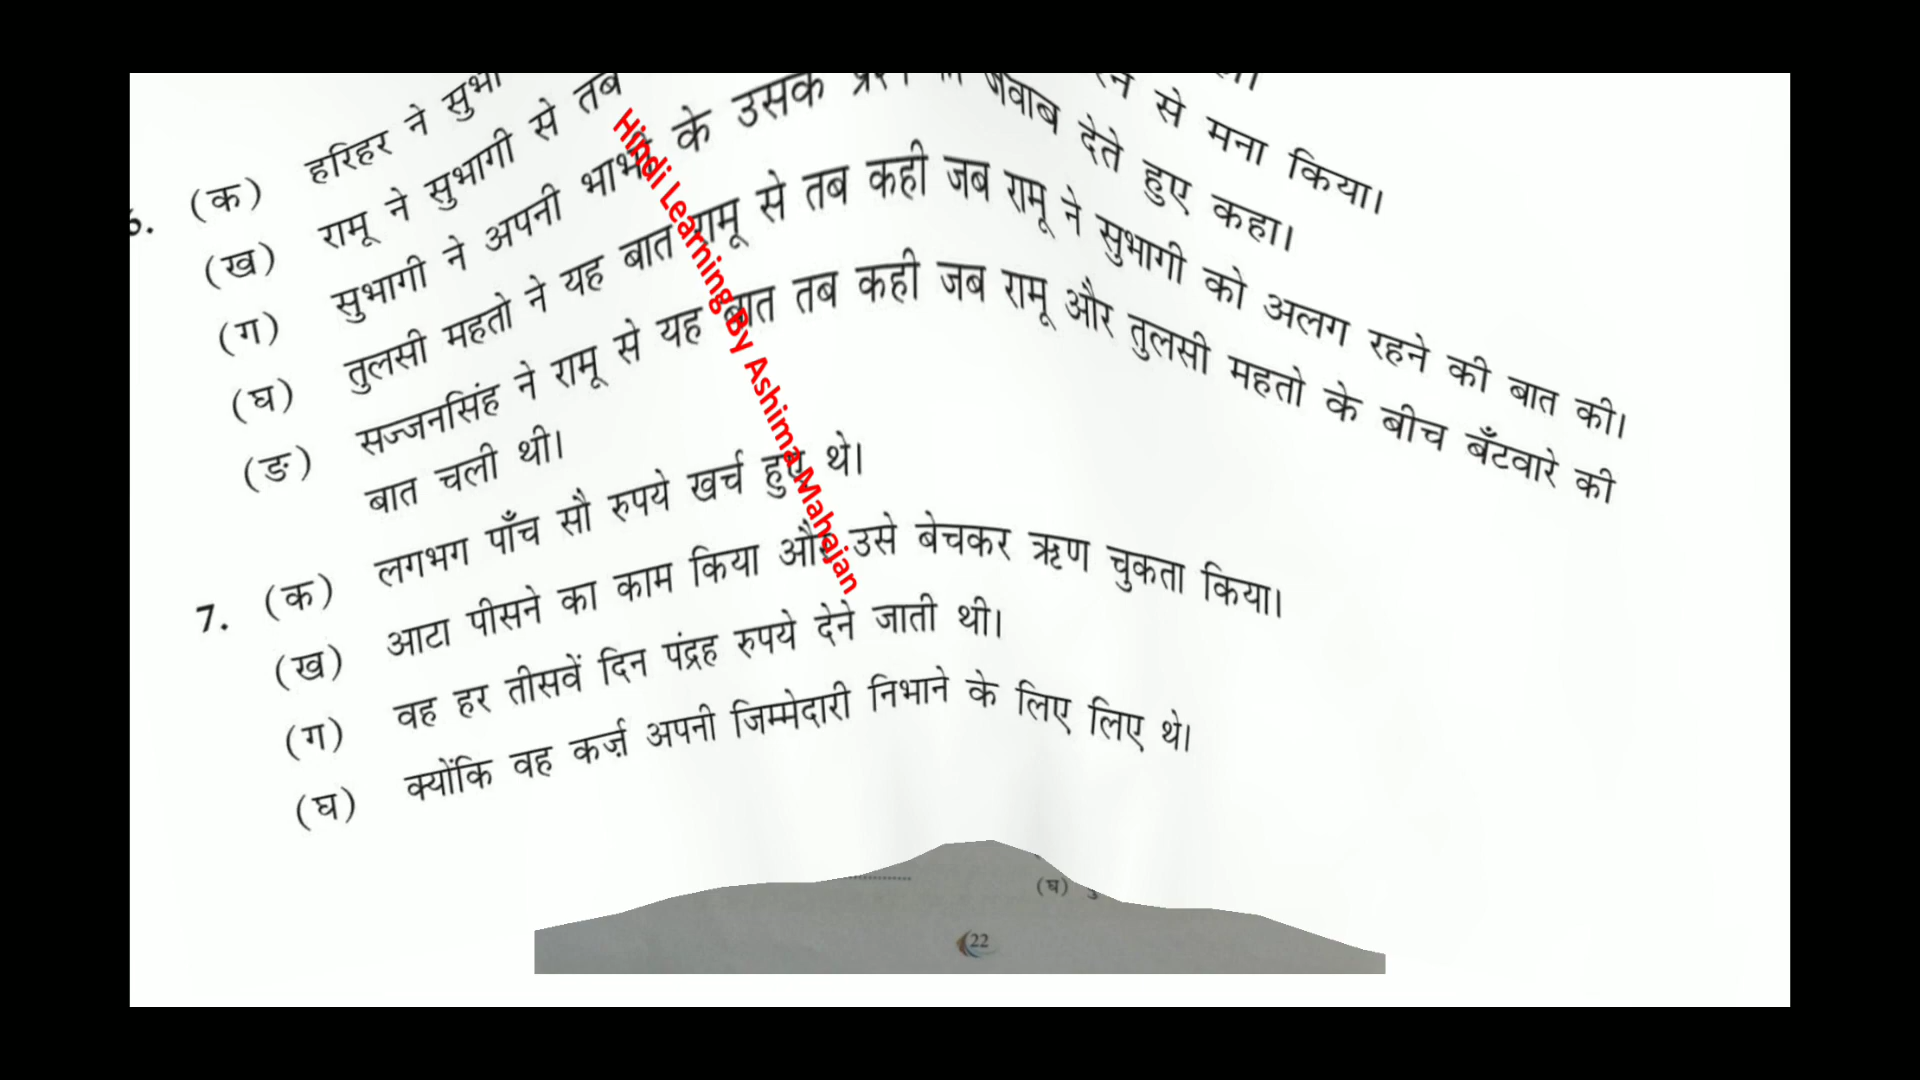 6. (क) हरिहर ने
(ख) रामू ने सुभागी से तब रने से मना किया।
(ग) सुभागी ने अपनी भाभी के उसके जवाब देते हुए कहा।
(घ) तुलसी महतो ने यह बात रामू से तब कही जब रामू ने सुभागी को अलग रहने की बात की।
(ङ) सज्जनसिंह ने रामू से यह बात तब कही जब रामू और तुलसी महतो के बीच बँटवारे की
बात चली थी।
7. (क) लगभग पाँच सौ रुपये खर्च हुए थे।
(ख) आटा पीसने का काम किया और उसे बेचकर ऋण चुकता किया।
(ग) वह हर तीसवें दिन पंद्रह रुपये देने जाती थी।
(घ) क्योंकि वह कर्ज़ अपनी जिम्मेदारी निभाने के लिए लिए थे।
Hindi Learning By Ashima Mahajan
(घ)
22